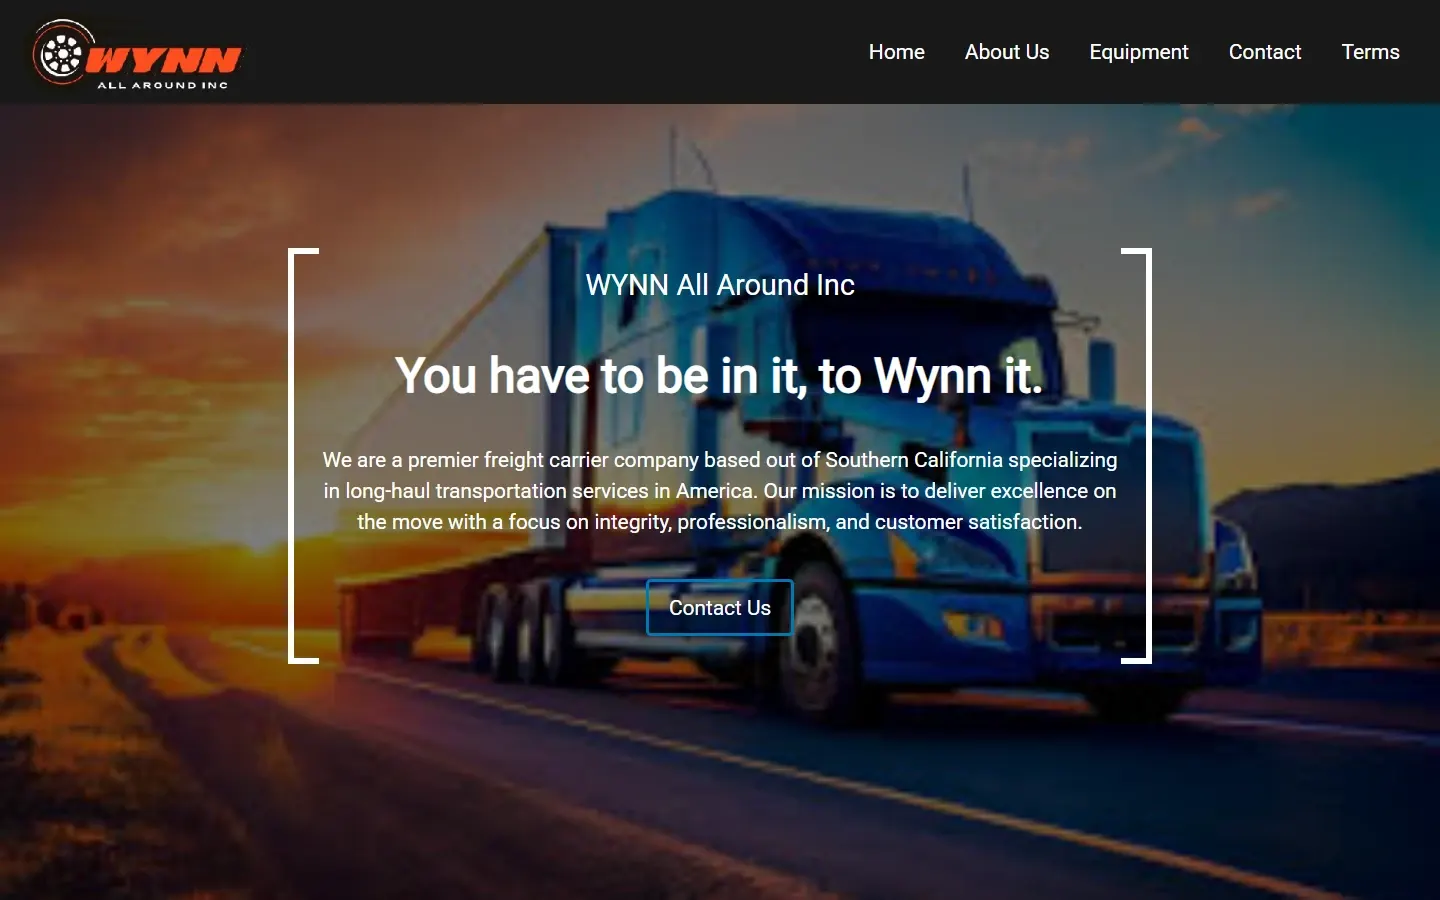 WYNN
ALL AROUND INC
Home
About Us
Equipment
Contact
Terms
WYNN All Around Inc
You have to be in it, to Wynn it.
We are a premier freight carrier company based out of Southern California specializing
in long-haul transportation services in America. Our mission is to deliver excellence on
the move with a focus on integrity, professionalism, and customer satisfaction.
Contact Us